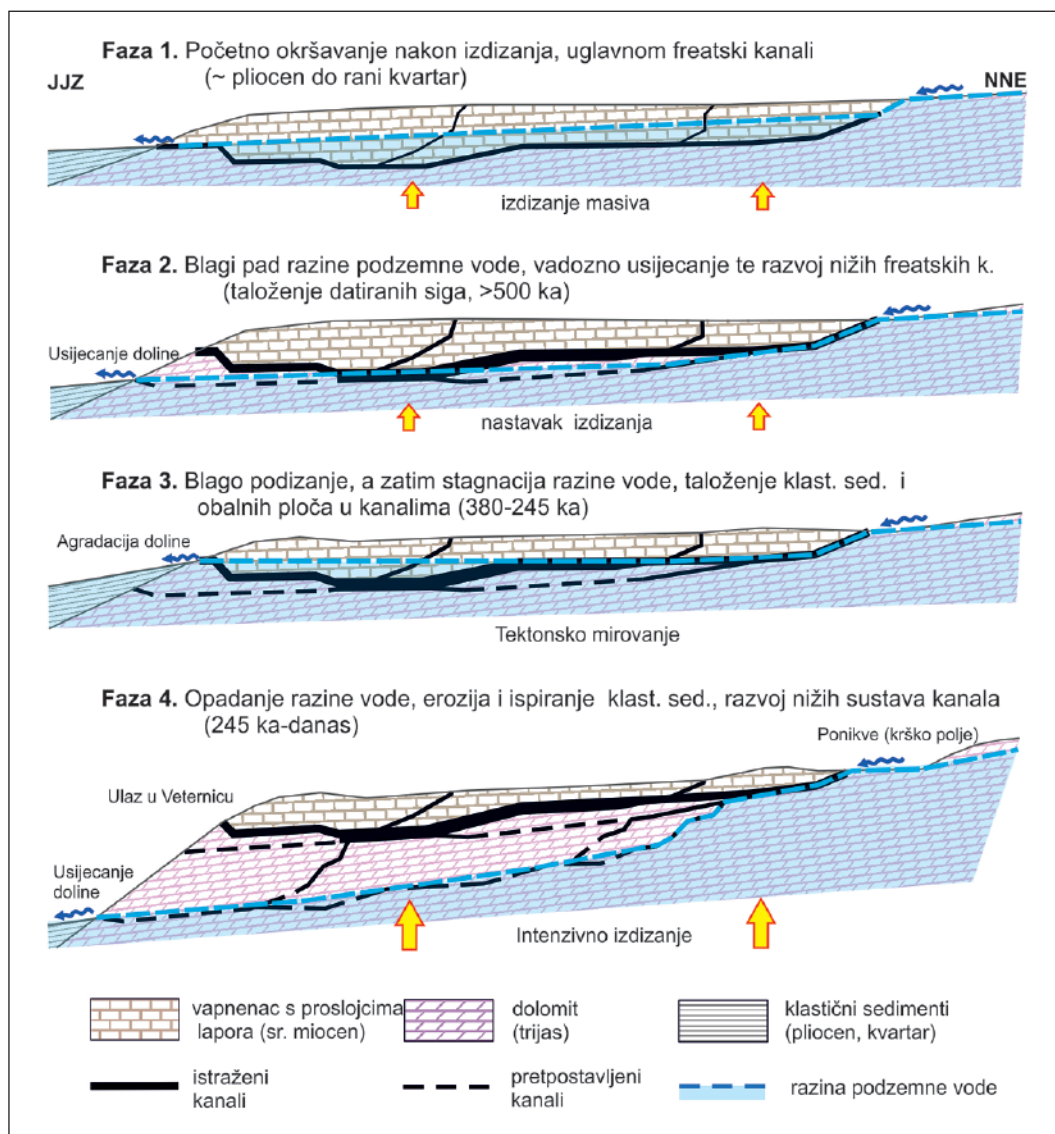 Faza 1. Početno okršavanje nakon izdizanja, uglavnom freatski kanali
(~ pliocen do rani kvartar)
JJZ
NNE
izdizanje masiva
Faza 2. Blagi pad razine podzemne vode, vadozno usijecanje te razvoj nižih freatskih k.
(taloženje datiranih siga, >500 ka)
Usijecanje doline
nastavak izdizanja
Faza 3. Blago podizanje, a zatim stagnacija razine vode, taloženje klast. sed. i
obalnih ploča u kanalima (380-245 ka)
Agradacija doline
Tektonsko mirovanje
Faza 4. Opadanje razine vode, erozija i ispiranje klast. sed., razvoj nižih sustava kanala
(245 ka-danas)
Ponikve (krško polje)
Ulaz u Veternicu
Usijecanje
doline
Intenzivno izdizanje
vapnenac s proslojcima
lapora (sr. miocen)
dolomit
(trijas)
klastični sedimenti
(pliocen, kvartar)
istraženi
kanali
pretpostavljeni
kanali
razina podzemne vode